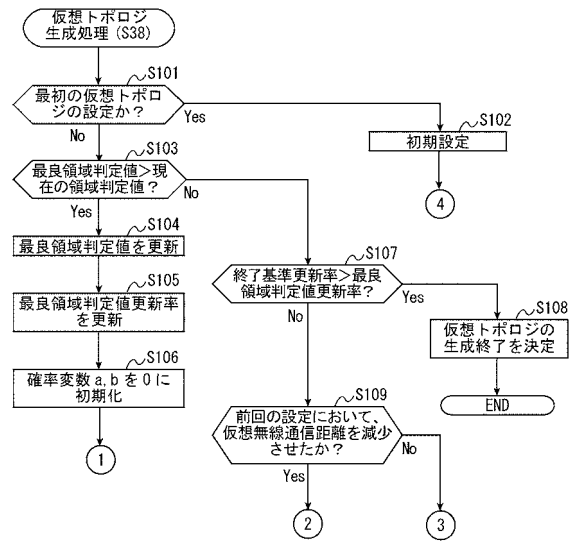 仮想トポロジ
生成処理(S38)
S101
最初の仮想トポロ
ジの設定か?
Yes
No
S102
初期設定
4
S103
最良領域判定値>現
在の領域判定値?
No
Yes
S104
最良領域判定値を更新
S105
最良領域判定値更新率
を更新
S106
確率変数a,bを0に
初期化
1
S107
終了基準更新率>最良
領域判定値更新率?
Yes
No
S108
仮想トポロジの
生成終了を決定
END
S109
前回の設定において、
仮想無線通信距離を減少
させたか?
No
Yes
2
3